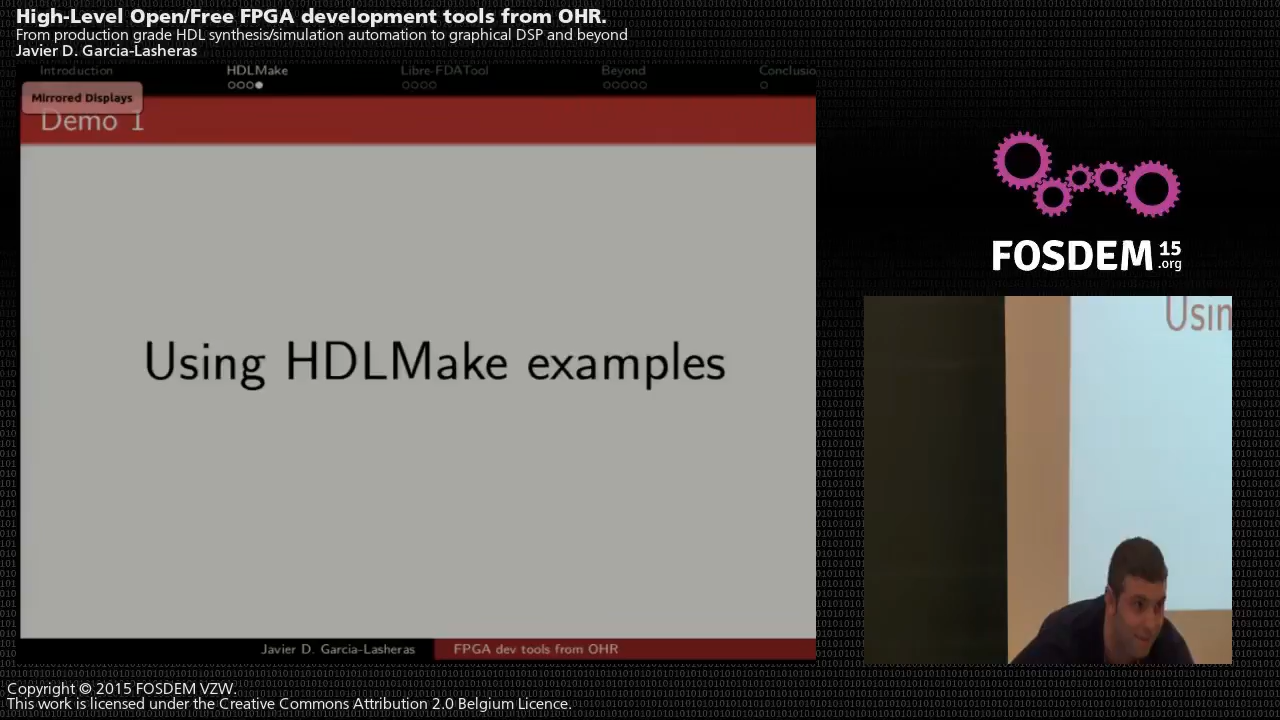 High-Level Open/Free FPGA development tools from OHR.
From production grade HDL synthesis/simulation automation to graphical DSP and beyond
Javier D. Garcia-Lasheras
Introduction HDLMake Libre-FDATool Beyond Conclusio
Mirrored Displays
Demo 1
Using HDLMake examples
Javier D. Garcia-Lasheras FPGA dev tools from OHR
FOSDEM 15
.org
Usin
Copyright © 2015 FOSDEM VZW.
This work is licensed under the Creative Commons Attribution 2.0 Belgium Licence.